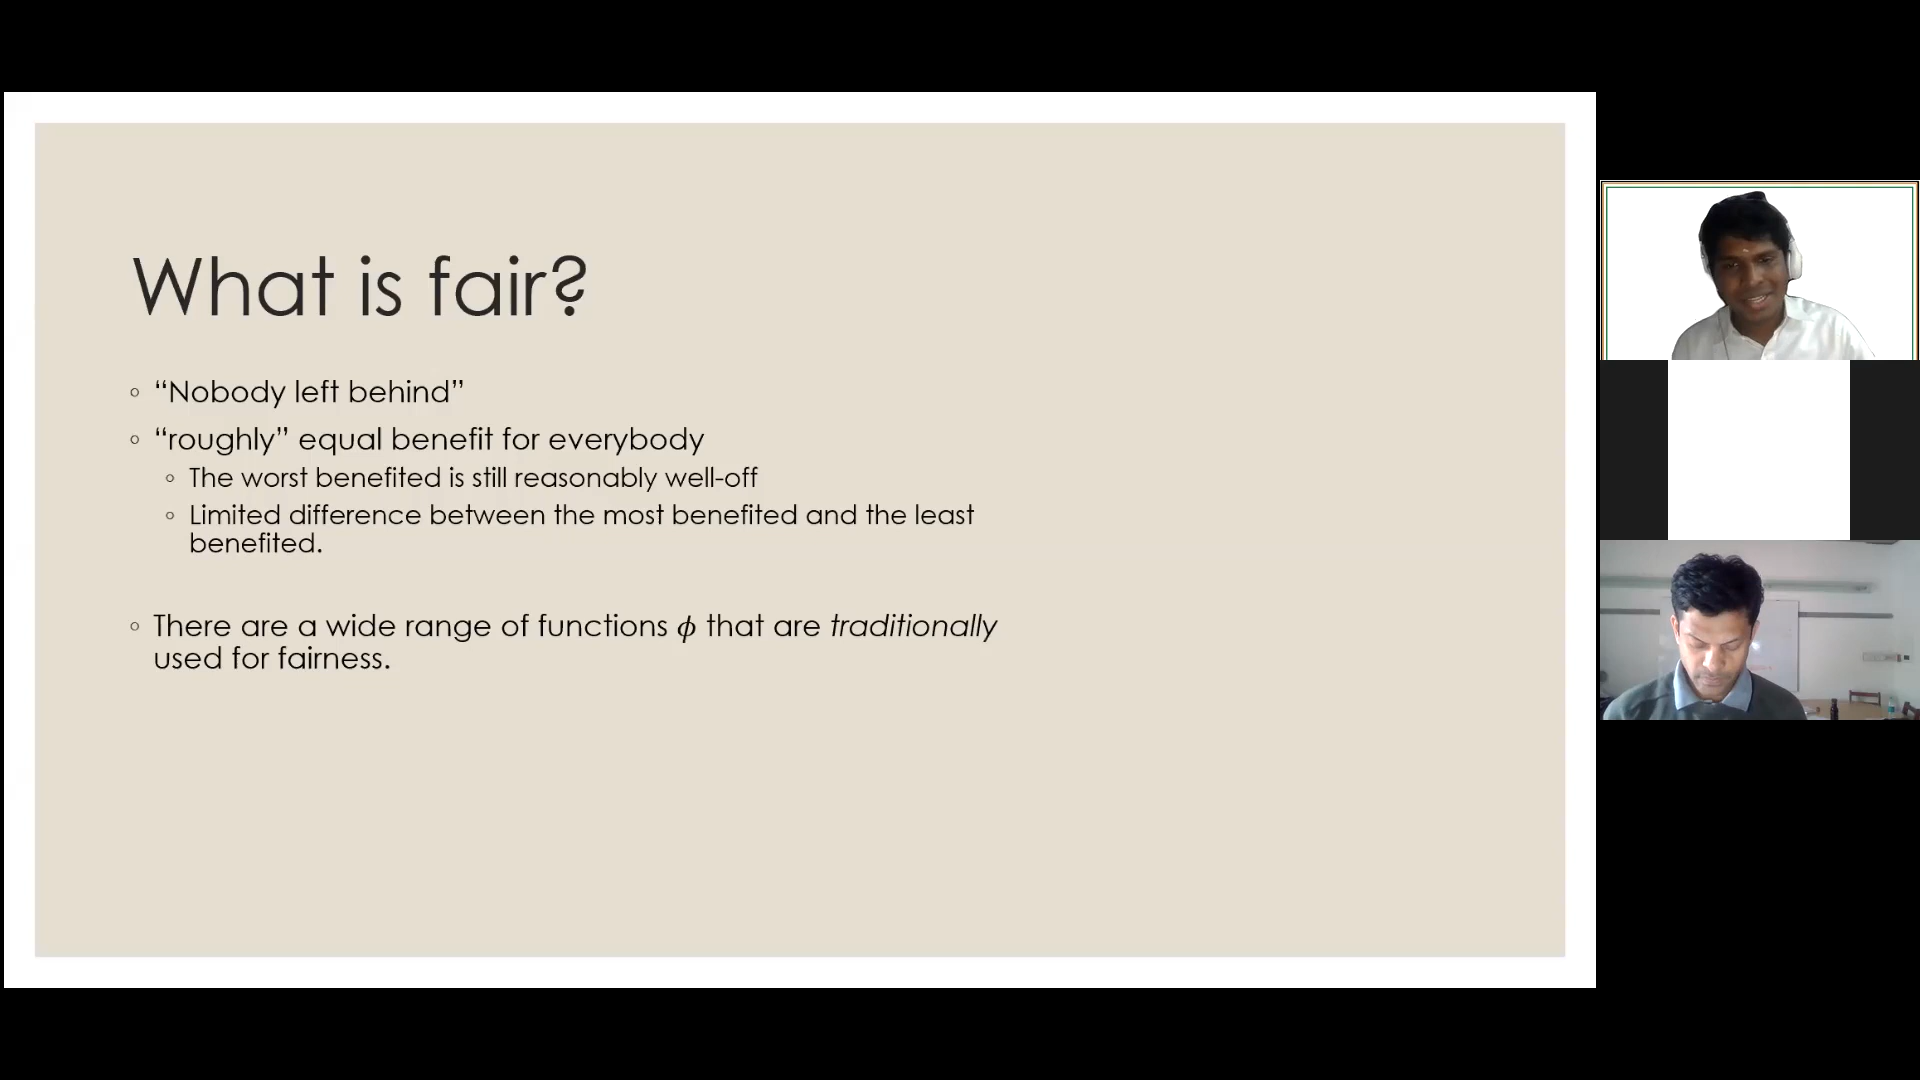 What is fair?
◦ “Nobody left behind”
◦ “roughly” equal benefit for everybody
◦ The worst benefited is still reasonably well-off
◦ Limited difference between the most benefited and the least
benefited.
◦ There are a wide range of functions ϕ that are traditionally
used for fairness.